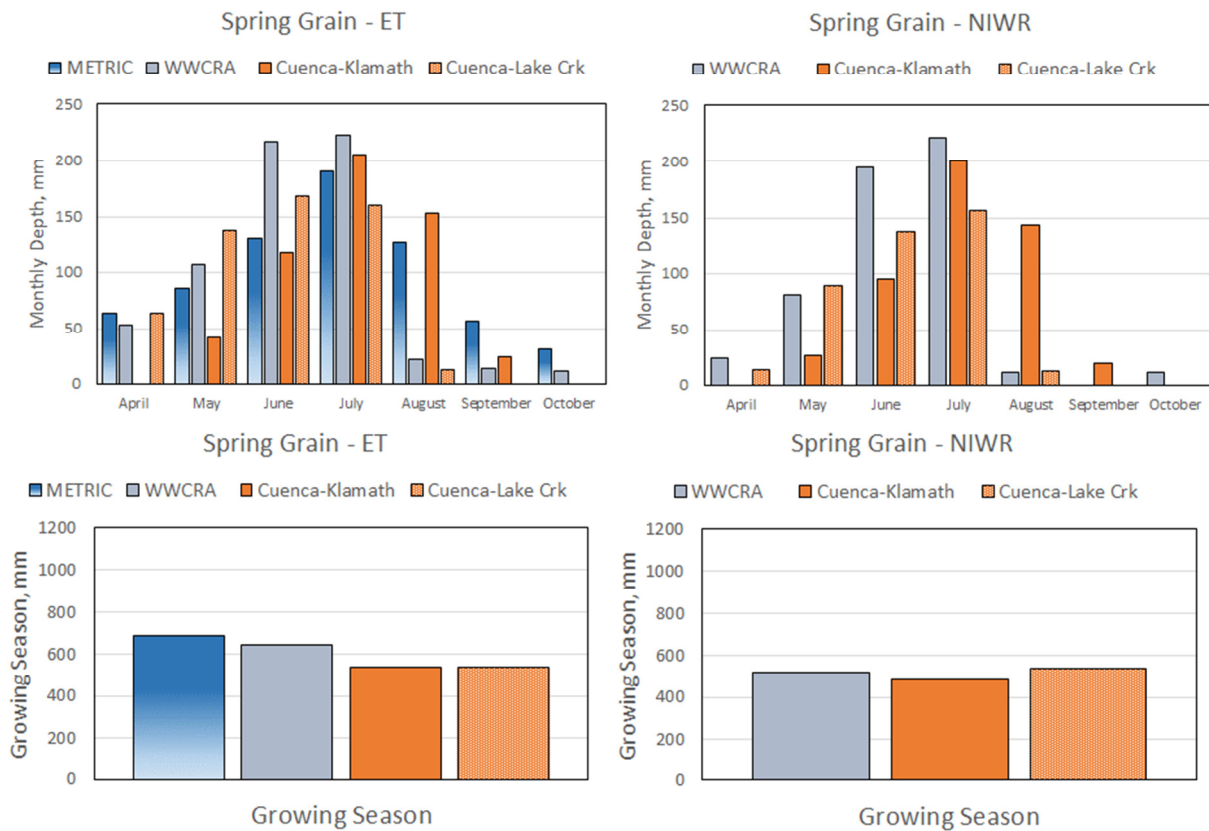 Spring Grain - ET
METRIC WWCRA Cuenca-Klamath Cuenca-Lake Crk
Monthly Depth, mm
250
200
150
100
50
0
April May June July August September October
Spring Grain - NIWR
WWCRA Cuenca-Klamath Cuenca-Lake Crk
Monthly Depth, mm
250
200
150
100
50
0
April May June July August September October
Spring Grain - ET
METRIC WWCRA Cuenca-Klamath Cuenca-Lake Crk
Growing Season, mm
1200
1000
800
600
400
200
0
Growing Season
Spring Grain - NIWR
WWCRA Cuenca-Klamath Cuenca-Lake Crk
Growing Season, mm
1200
1000
800
600
400
200
0
Growing Season